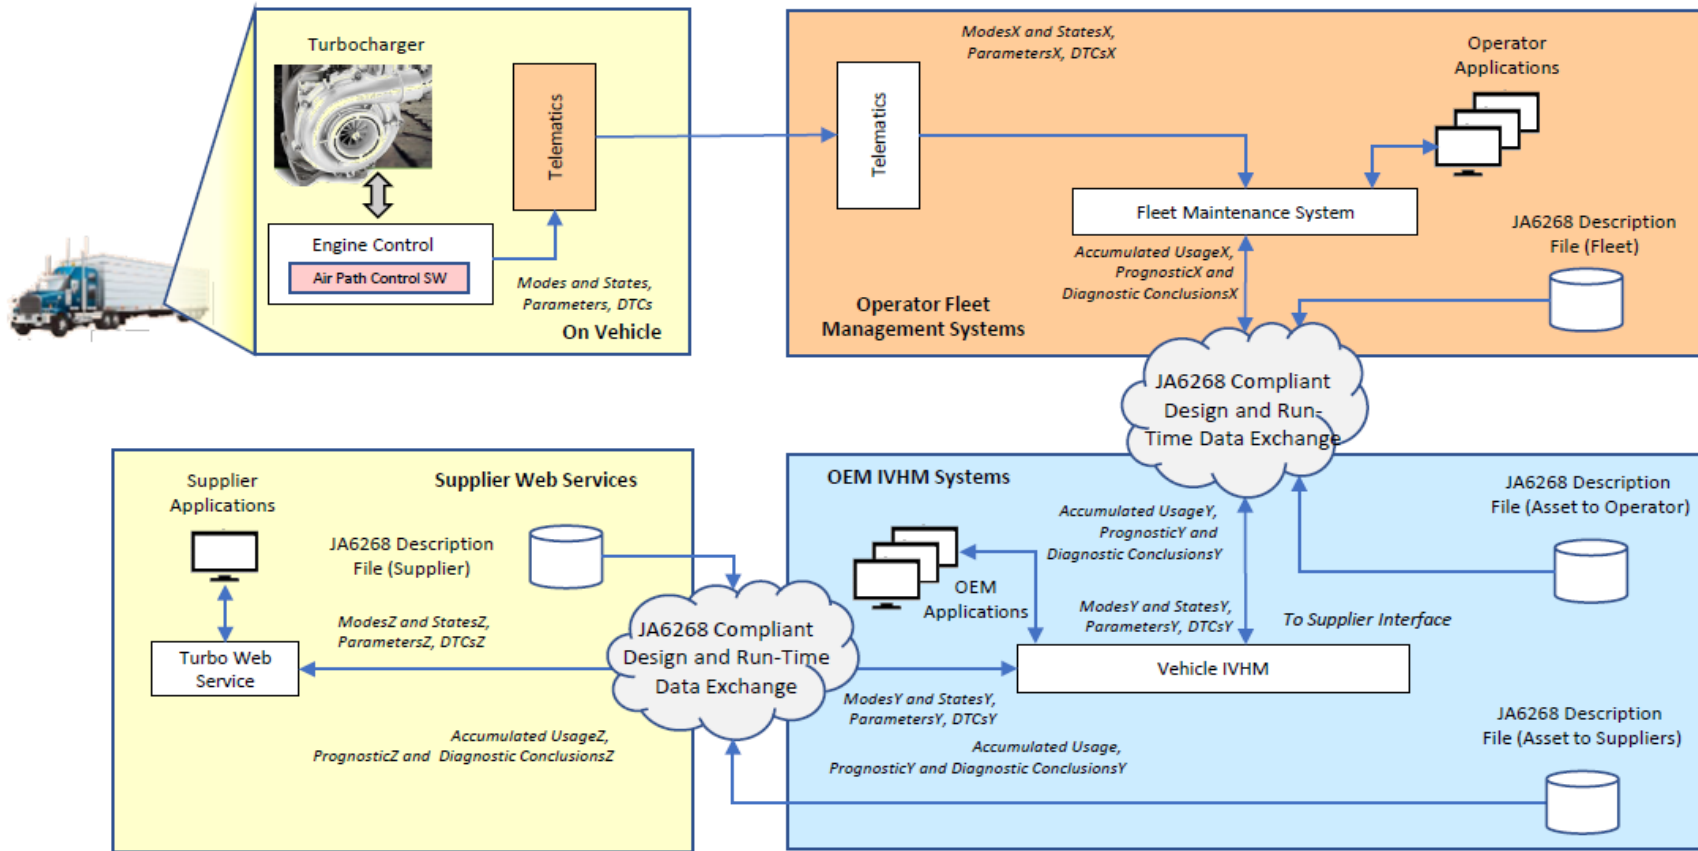 Turbocharger
Telematics
Engine Control
Air Path Control SW
Modes and States,
Parameters, DTCs
On Vehicle
ModesX and StatesX,
ParametersX, DTCsX
Operator
Applications
Telematics
Fleet Maintenance System
JA6268 Description
File (Fleet)
Accumulated UsageX,
PrognosticX and
Diagnostic ConclusionsX
Operator Fleet
Management Systems
JA6268 Compliant
Design and Run-
Time Data Exchange
Supplier
Applications
Supplier Web Services
JA6268 Description
File (Supplier)
ModesZ and StatesZ,
ParametersZ, DTCsZ
Turbo Web
Service
AccumulatedUsageZ,
PrognosticZ and Diagnostic ConclusionsZ
JA6268 Compliant
Design and Run-Time
Data Exchange
OEM IVHM Systems
Accumulated UsageY,
PrognosticY and
Diagnostic ConclusionsY
JA6268 Description
File (Asset to Operator)
OEM
Applications
ModesY and StatesY,
ParametersY, DTCsY
To Supplier Interface
Vehicle IVHM
ModesY and StatesY,
ParametersY, DTCsY
Accumulated Usage,
PrognosticY and Diagnostic ConclusionsY
JA6268 Description
File (Asset to Suppliers)